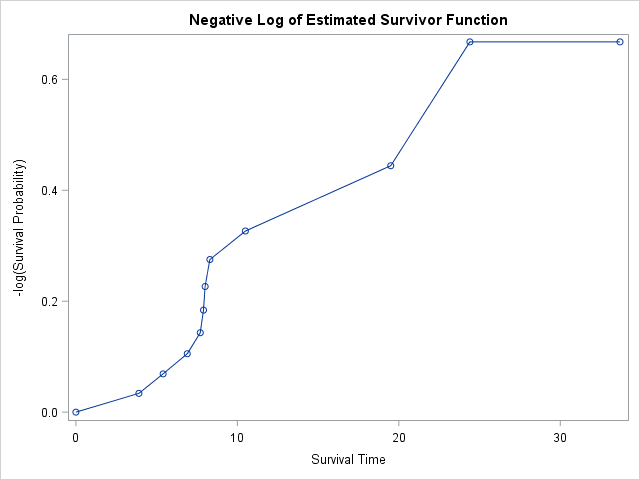 Negative Log of Estimated Survivor Function
-log(Survival Probability)
0.6
0.4
0.2
0.0
0 10 20 30
Survival Time